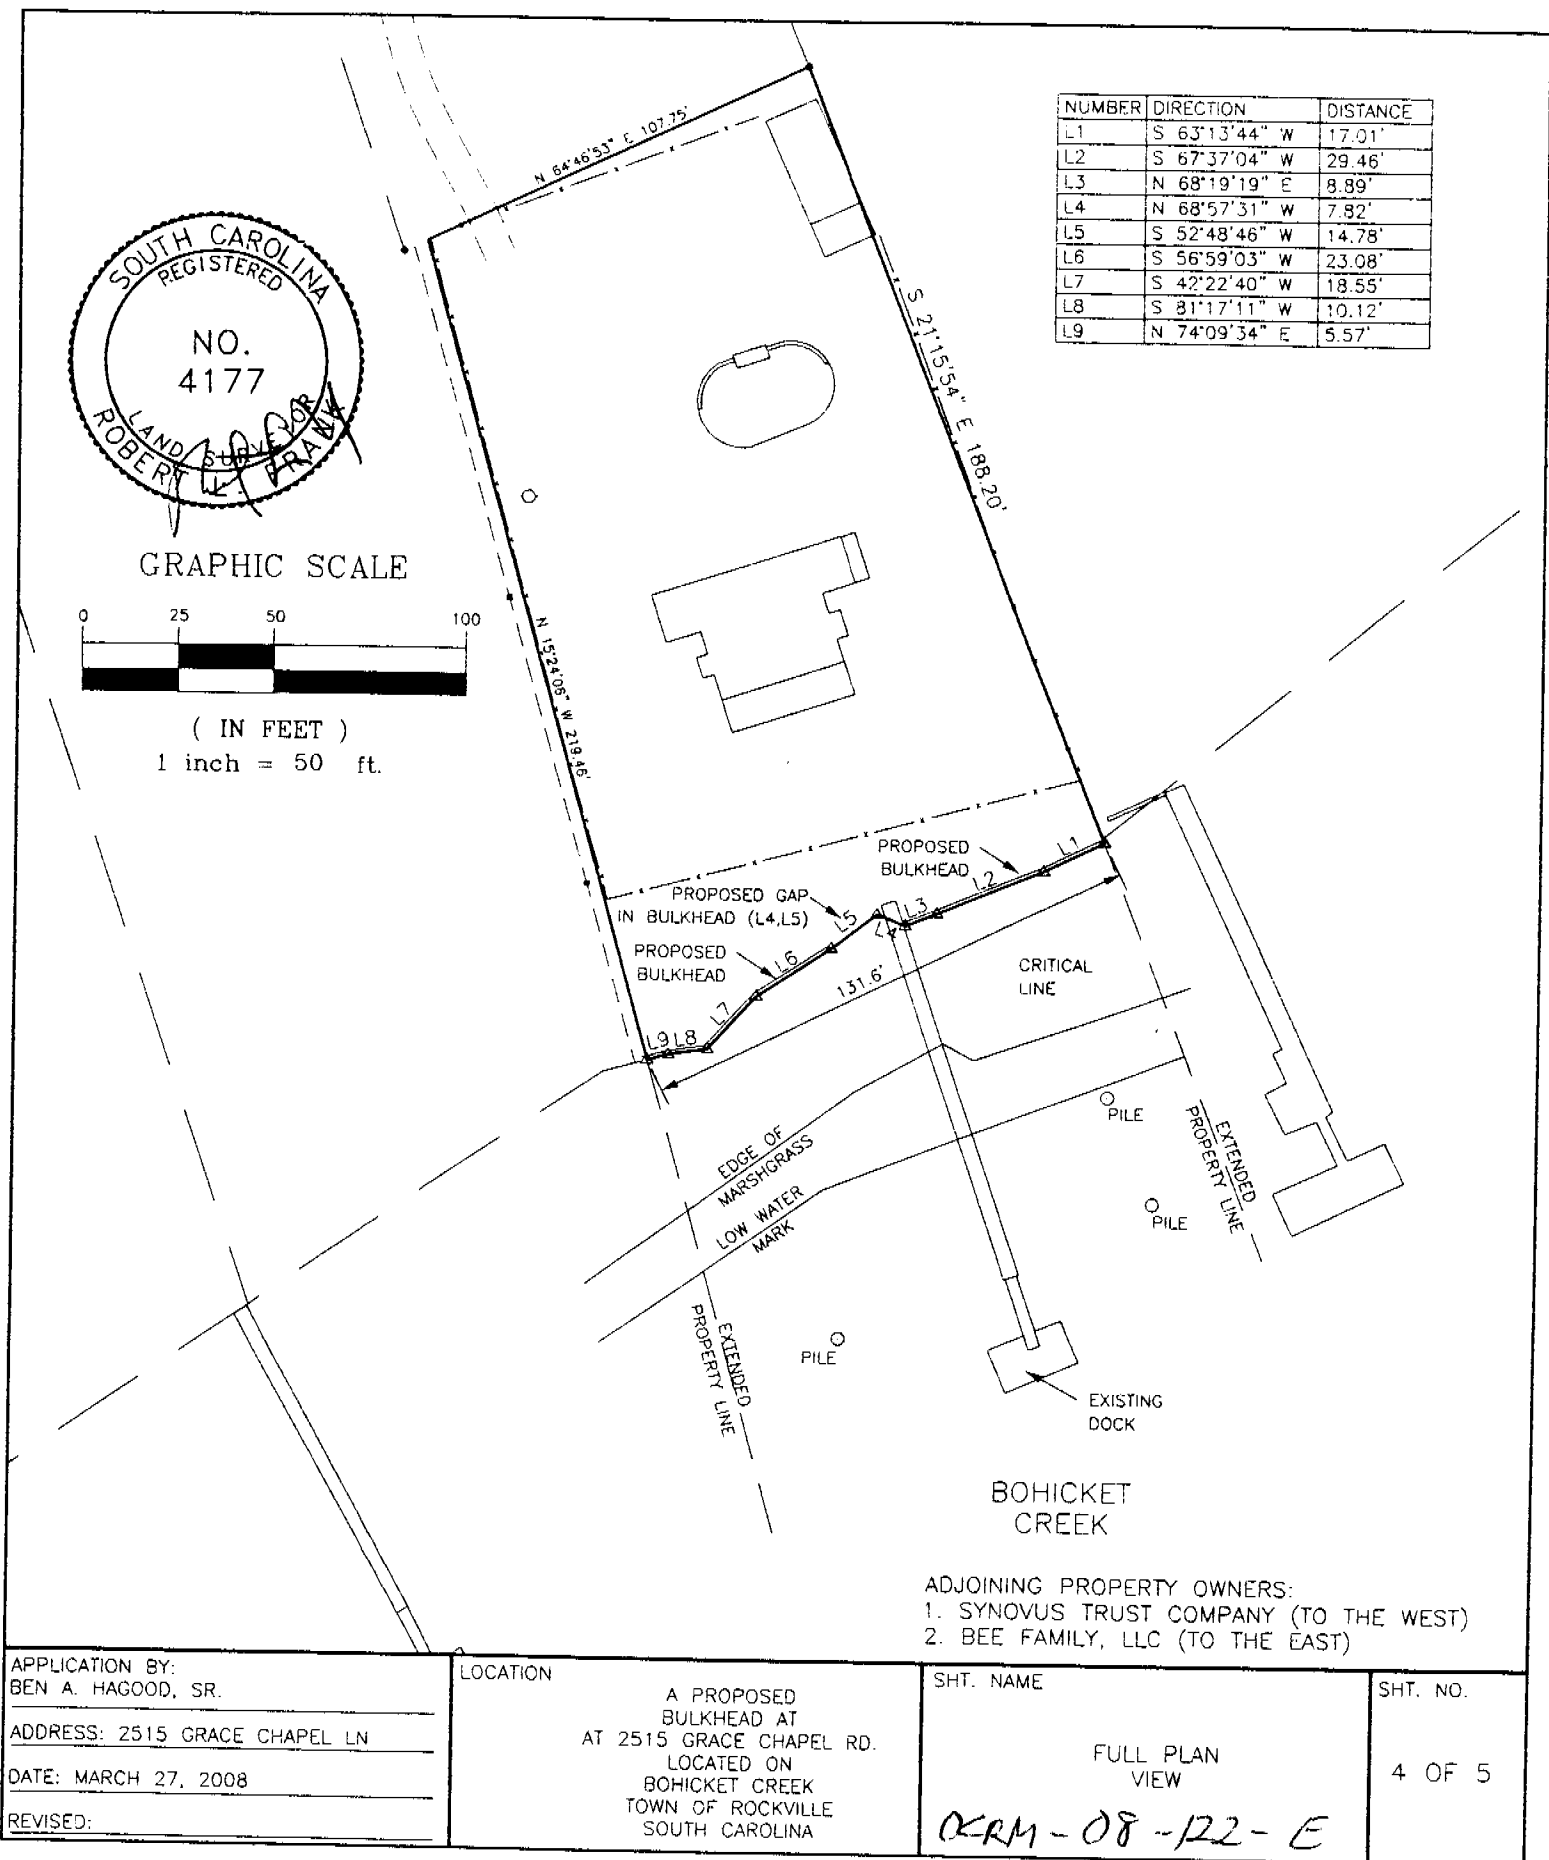 N 64°46'53" E 107.75'
NUMBER DIRECTION DISTANCE
L1 S 63°13'44" W 17.01'
L2 S 67°37'04" W 29.46'
L3 N 68°19'19" E 8.89'
L4 N 68°57'31" W 7.82'
L5 S 52°48'46" W 14.78'
L6 S 56°59'03" W 23.08'
L7 S 42°22'40" W 18.55'
L8 S 81°17'11" W 10.12'
L9 N 74°09'34" E 5.57'
SOUTH CAROLINA
REGISTERED
NO.
4177
LAND SURVEYOR
ROBERT L. FRANK
S 21°15'54" E 188.20'
GRAPHIC SCALE
0 25 50 100
( IN FEET )
1 inch = 50 ft.
N 15°24'06" W 219.46'
PROPOSED
BULKHEAD
L1
L2
L3
PROPOSED GAP
IN BULKHEAD (L4,L5)
L5
PROPOSED
BULKHEAD
L6
L7
L9 L8
131.6'
CRITICAL
LINE
EDGE OF
MARSHGRASS
LOW WATER
MARK
PILE
PILE
PILE
EXTENDED
PROPERTY LINE
EXTENDED
PROPERTY LINE
EXISTING
DOCK
BOHICKET
CREEK
ADJOINING PROPERTY OWNERS:
1. SYNOVUS TRUST COMPANY (TO THE WEST)
2. BEE FAMILY, LLC (TO THE EAST)
APPLICATION BY:
BEN A. HAGOOD, SR.
ADDRESS: 2515 GRACE CHAPEL LN
DATE: MARCH 27, 2008
REVISED:
LOCATION
A PROPOSED
BULKHEAD AT
AT 2515 GRACE CHAPEL RD.
LOCATED ON
BOHICKET CREEK
TOWN OF ROCKVILLE
SOUTH CAROLINA
SHT. NAME
FULL PLAN
VIEW
OCRM-08-122-E
SHT. NO.
4 OF 5